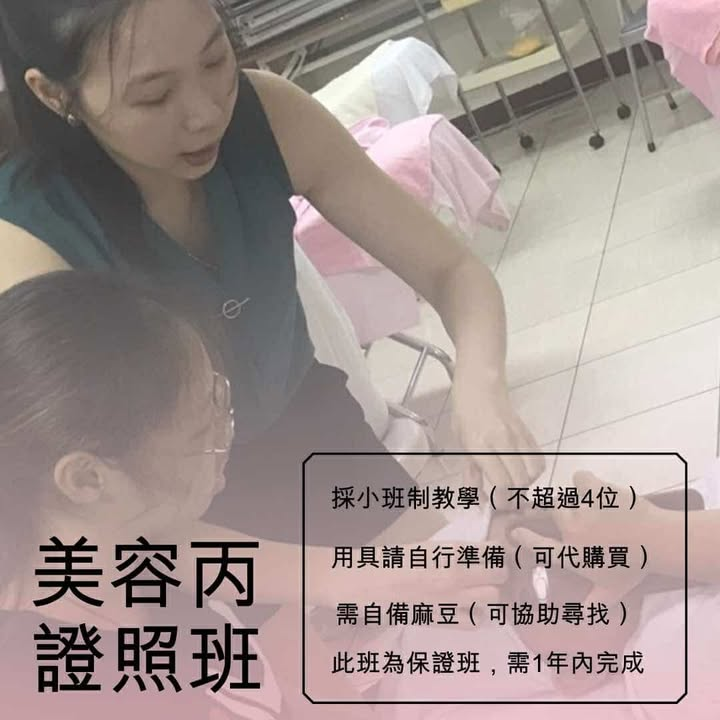 美容丙
證照班
採小班制教學（不超過4位）
用具請自行準備（可代購買）
需自備麻豆（可協助尋找）
此班為保證班，需1年內完成